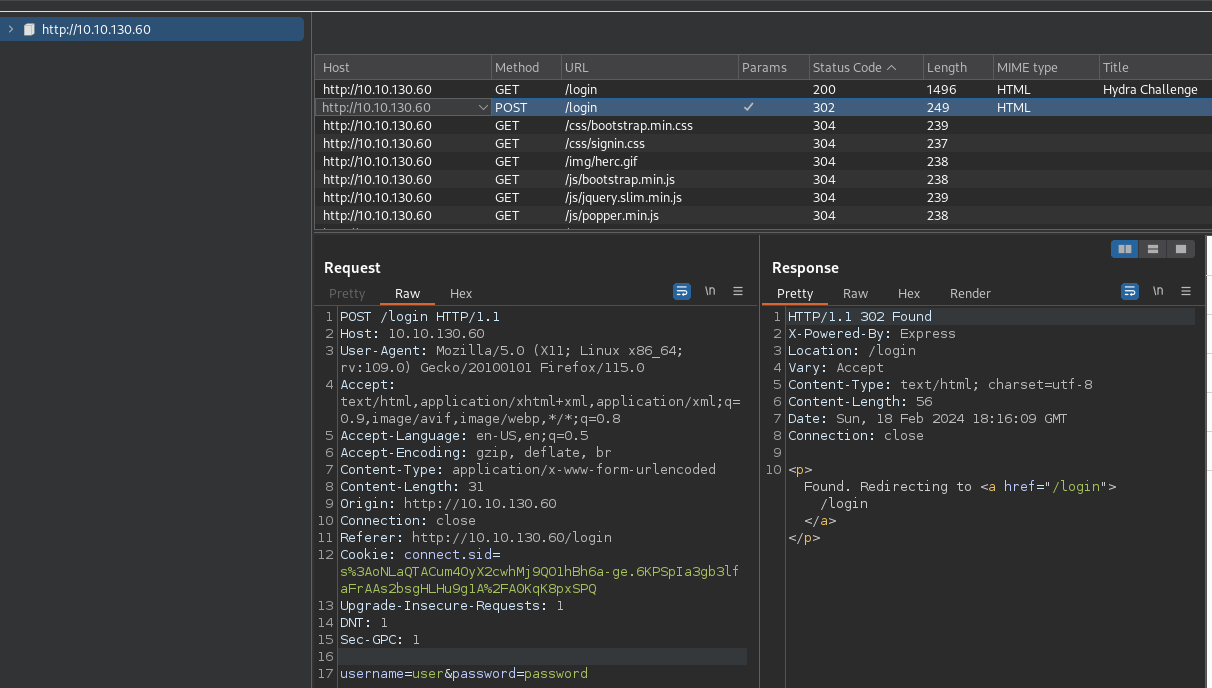 http://10.10.130.60
Host Method URL Params Status Code Length MIME type Title
http://10.10.130.60 GET /login 200 1496 HTML Hydra Challenge
http://10.10.130.60 POST /login ✓ 302 249 HTML
http://10.10.130.60 GET /css/bootstrap.min.css 304 239
http://10.10.130.60 GET /css/signin.css 304 237
http://10.10.130.60 GET /img/herc.gif 304 238
http://10.10.130.60 GET /js/bootstrap.min.js 304 238
http://10.10.130.60 GET /js/jquery.slim.min.js 304 239
http://10.10.130.60 GET /js/popper.min.js 304 238
Request
Pretty Raw Hex \n
1 POST /login HTTP/1.1
2 Host: 10.10.130.60
3 User-Agent: Mozilla/5.0 (X11; Linux x86_64;
rv:109.0) Gecko/20100101 Firefox/115.0
4 Accept:
text/html,application/xhtml+xml,application/xml;q=
0.9,image/avif,image/webp,*/*;q=0.8
5 Accept-Language: en-US,en;q=0.5
6 Accept-Encoding: gzip, deflate, br
7 Content-Type: application/x-www-form-urlencoded
8 Content-Length: 31
9 Origin: http://10.10.130.60
10 Connection: close
11 Referer: http://10.10.130.60/login
12 Cookie: connect.sid=
s%3AoNLaQTACum4OyX2cwhMj9QO1hBh6a-ge.6KPSpIa3gb3lf
aFrAAs2bsgHLHu9g1A%2FA0KqK8pxSPQ
13 Upgrade-Insecure-Requests: 1
14 DNT: 1
15 Sec-GPC: 1
16
17 username=user&password=password
Response
Pretty Raw Hex Render \n
1 HTTP/1.1 302 Found
2 X-Powered-By: Express
3 Location: /login
4 Vary: Accept
5 Content-Type: text/html; charset=utf-8
6 Content-Length: 56
7 Date: Sun, 18 Feb 2024 18:16:09 GMT
8 Connection: close
9
10 <p>
Found. Redirecting to <a href="/login">
/login
</a>
</p>